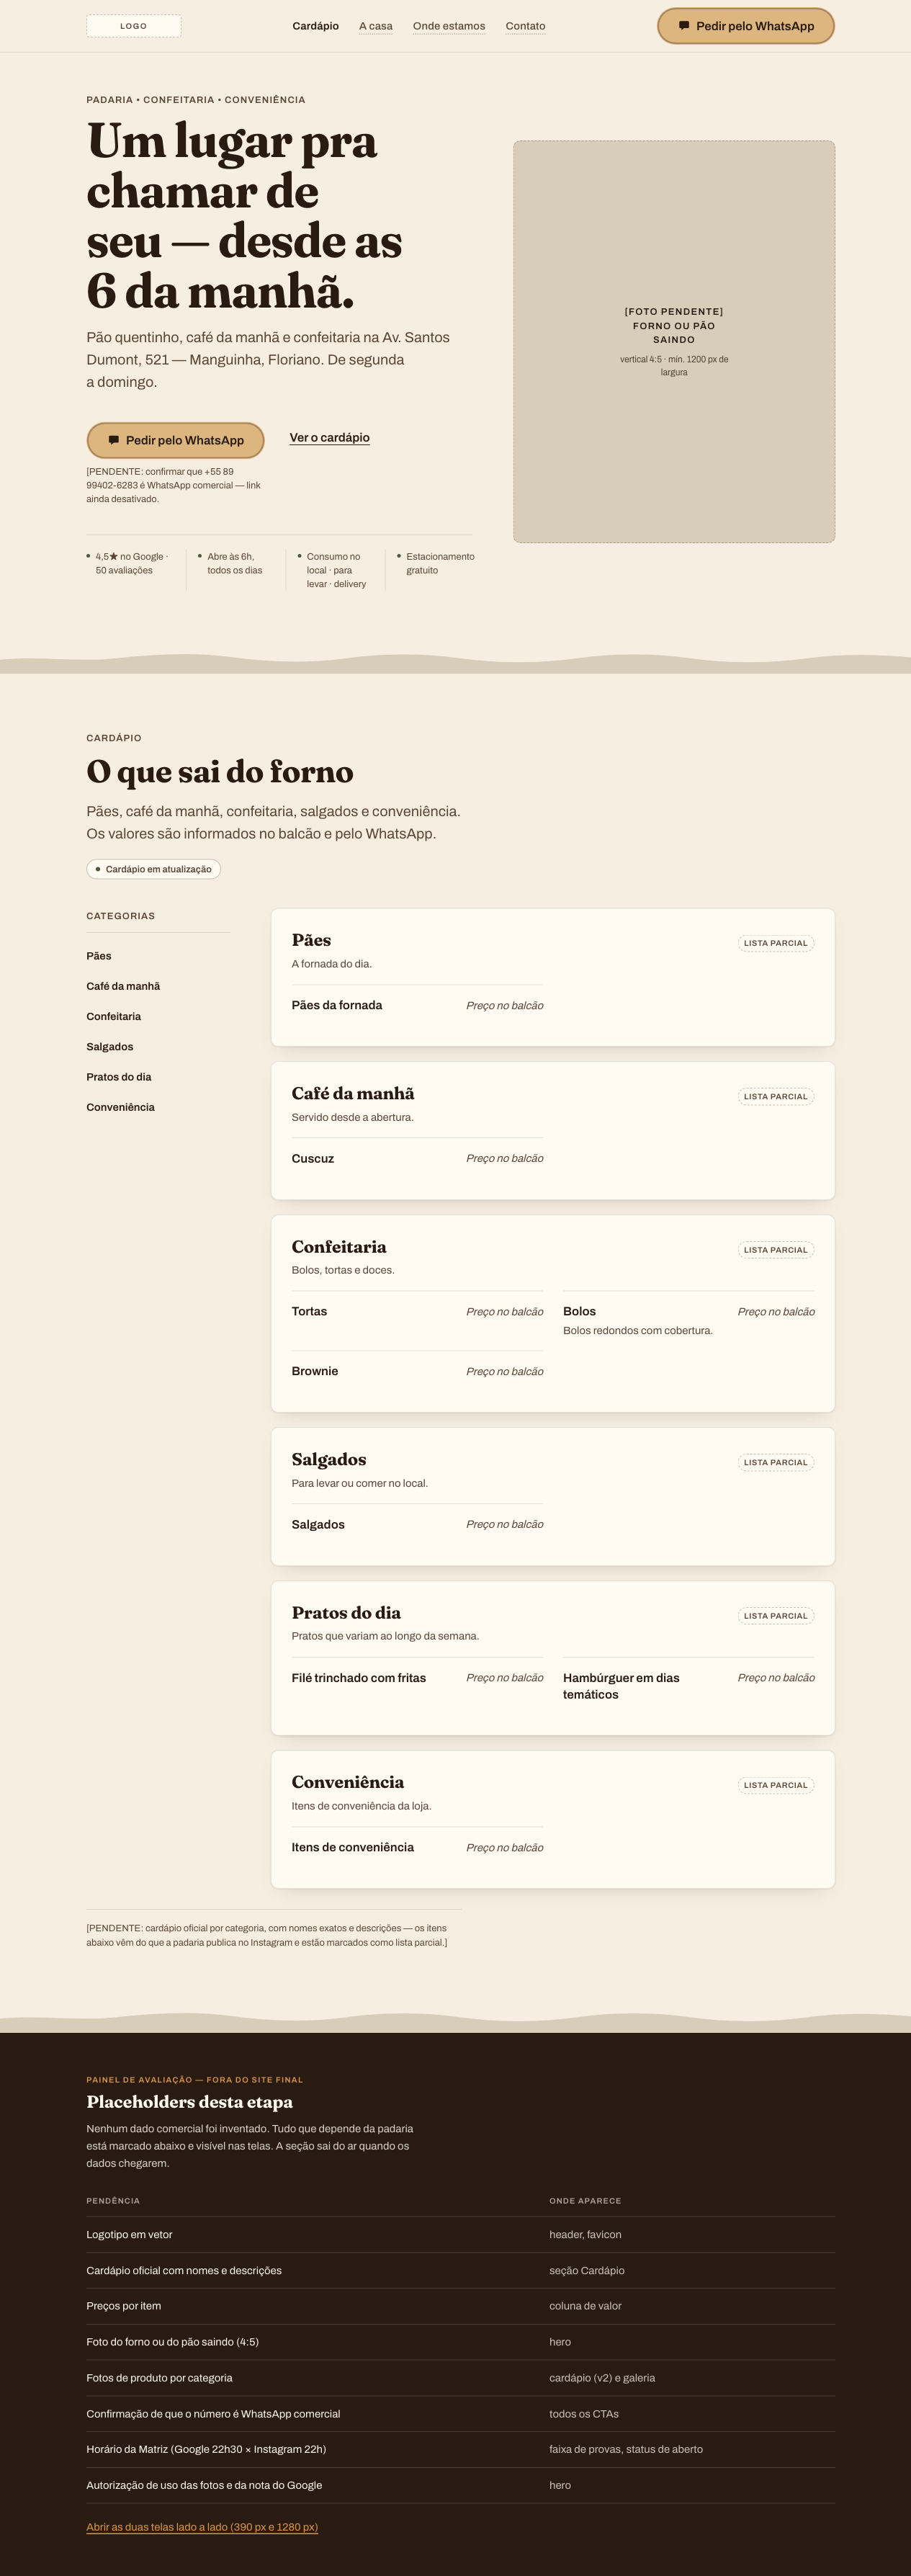 LOGO
Cardápio
A casa
Onde estamos
Contato
Pedir pelo WhatsApp
PADARIA • CONFEITARIA • CONVENIÊNCIA
Um lugar pra
chamar de
seu — desde as
6 da manhã.
Pão quentinho, café da manhã e confeitaria na Av. Santos
Dumont, 521 — Manguinha, Floriano. De segunda
a domingo.
Pedir pelo WhatsApp
Ver o cardápio
[PENDENTE: confirmar que +55 89
99402-6283 é WhatsApp comercial — link
ainda desativado.
4,5★ no Google ·
50 avaliações
Abre às 6h,
todos os dias
Consumo no
local · para
levar · delivery
Estacionamento
gratuito
[FOTO PENDENTE]
FORNO OU PÃO
SAINDO
vertical 4:5 · mín. 1200 px de
largura
CARDÁPIO
O que sai do forno
Pães, café da manhã, confeitaria, salgados e conveniência.
Os valores são informados no balcão e pelo WhatsApp.
Cardápio em atualização
CATEGORIAS
Pães
Café da manhã
Confeitaria
Salgados
Pratos do dia
Conveniência
Pães
LISTA PARCIAL
A fornada do dia.
Pães da fornada
Preço no balcão
Café da manhã
LISTA PARCIAL
Servido desde a abertura.
Cuscuz
Preço no balcão
Confeitaria
LISTA PARCIAL
Bolos, tortas e doces.
Tortas
Preço no balcão
Bolos
Preço no balcão
Bolos redondos com cobertura.
Brownie
Preço no balcão
Salgados
LISTA PARCIAL
Para levar ou comer no local.
Salgados
Preço no balcão
Pratos do dia
LISTA PARCIAL
Pratos que variam ao longo da semana.
Filé trinchado com fritas
Preço no balcão
Hambúrguer em dias
temáticos
Preço no balcão
Conveniência
LISTA PARCIAL
Itens de conveniência da loja.
Itens de conveniência
Preço no balcão
[PENDENTE: cardápio oficial por categoria, com nomes exatos e descrições — os itens
abaixo vêm do que a padaria publica no Instagram e estão marcados como lista parcial.]
PAINEL DE AVALIAÇÃO — FORA DO SITE FINAL
Placeholders desta etapa
Nenhum dado comercial foi inventado. Tudo que depende da padaria
está marcado abaixo e visível nas telas. A seção sai do ar quando os
dados chegarem.
PENDÊNCIA
ONDE APARECE
Logotipo em vetor
header, favicon
Cardápio oficial com nomes e descrições
seção Cardápio
Preços por item
coluna de valor
Foto do forno ou do pão saindo (4:5)
hero
Fotos de produto por categoria
cardápio (v2) e galeria
Confirmação de que o número é WhatsApp comercial
todos os CTAs
Horário da Matriz (Google 22h30 × Instagram 22h)
faixa de provas, status de aberto
Autorização de uso das fotos e da nota do Google
hero
Abrir as duas telas lado a lado (390 px e 1280 px)